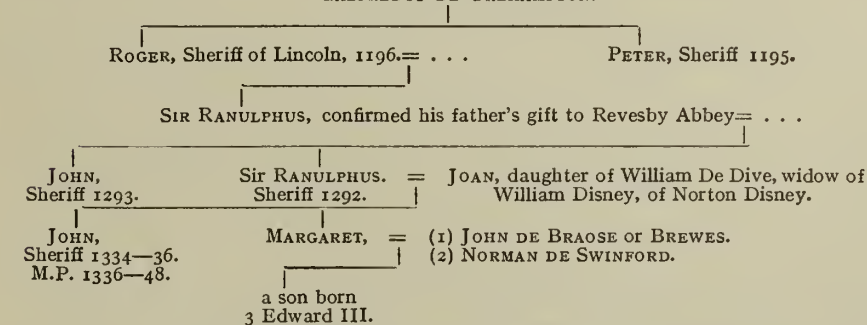 ROGER, Sheriff of Lincoln, 1196.= . . . PETER, Sheriff 1195.
SIR RANULPHUS, confirmed his father's gift to Revesby Abbey= . . .
JOHN, Sir RANULPHUS. = JOAN, daughter of William De Dive, widow of
Sheriff 1293. Sheriff 1292. William Disney, of Norton Disney.
JOHN, MARGARET, = (1) JOHN DE BRAOSE or BREWES.
Sheriff 1334—36. (2) NORMAN DE SWINFORD.
M.P. 1336—48.
a son born
3 Edward III.